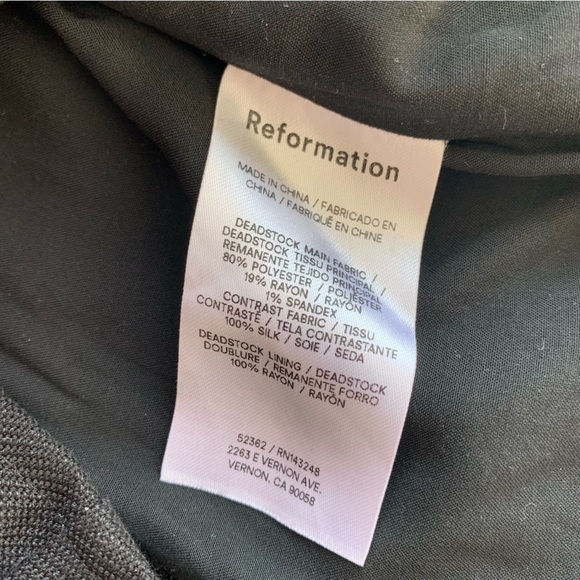 Reformation
MADE IN CHINA / FABRICADO EN
CHINA / FABRIQUÉ EN CHINE
DEADSTOCK MAIN FABRIC /
DEADSTOCK TISSU PRINCIPAL /
REMANENTE TEJIDO PRINCIPAL
80% POLYESTER / POLIÉSTER
19% RAYON / RAYÓN
1% SPANDEX
CONTRAST FABRIC / TISSU
CONTRASTÉ / TELA CONTRASTANTE
100% SILK / SOIE / SEDA
DEADSTOCK LINING / DEADSTOCK
DOUBLURE / REMANENTE FORRO
100% RAYON / RAYÓN
52362 / RN143248
2263 E VERNON AVE.
VERNON, CA 90058